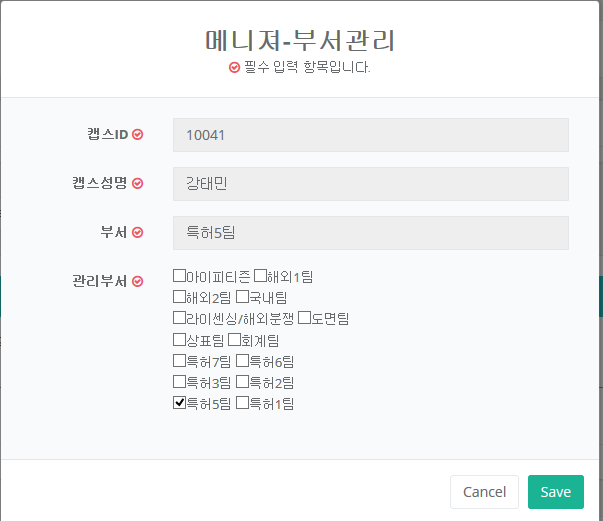 메니져-부서관리
필수 입력 항목입니다.
캡스ID 10041
캡스성명 강태민
부서 특허5팀
관리부서 아이피티즌 해외1팀
해외2팀 국내팀
라이센싱/해외분쟁 도면팀
상표팀 회계팀
특허7팀 특허6팀
특허3팀 특허2팀
특허5팀 특허1팀
Cancel Save